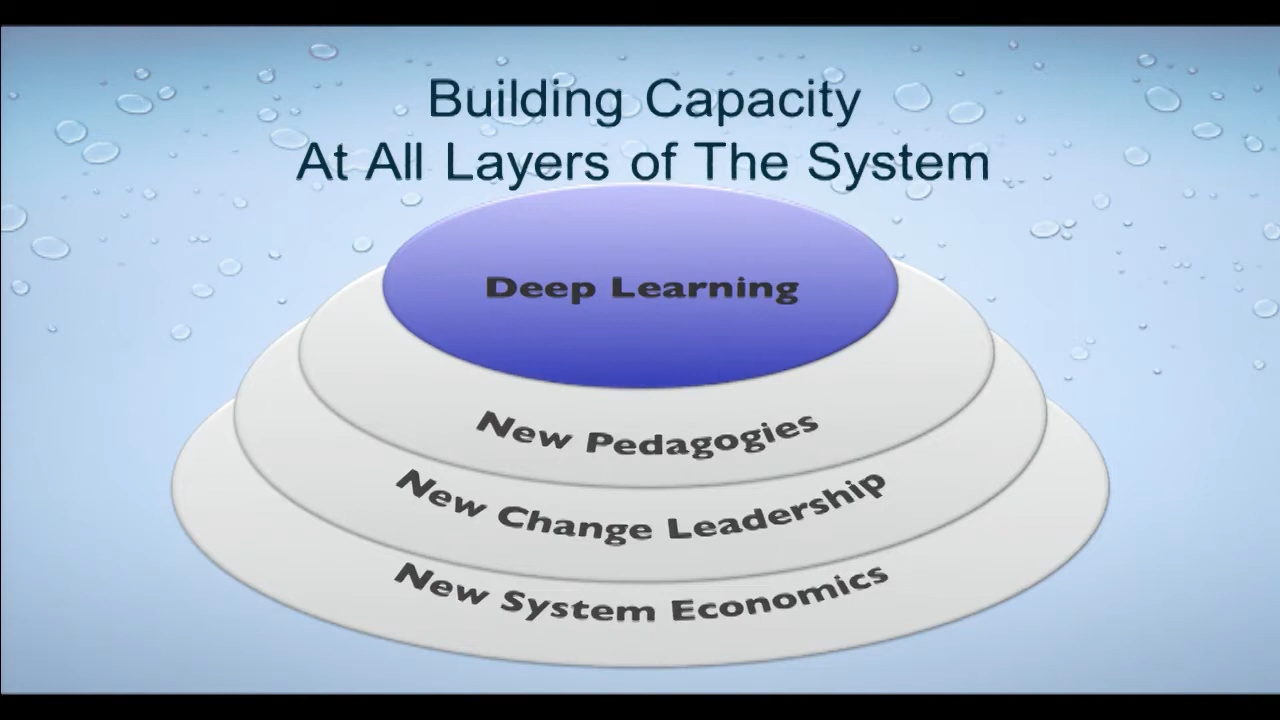 Building Capacity
At All Layers of The System
Deep Learning
New Pedagogies
New Change Leadership
New System Economics